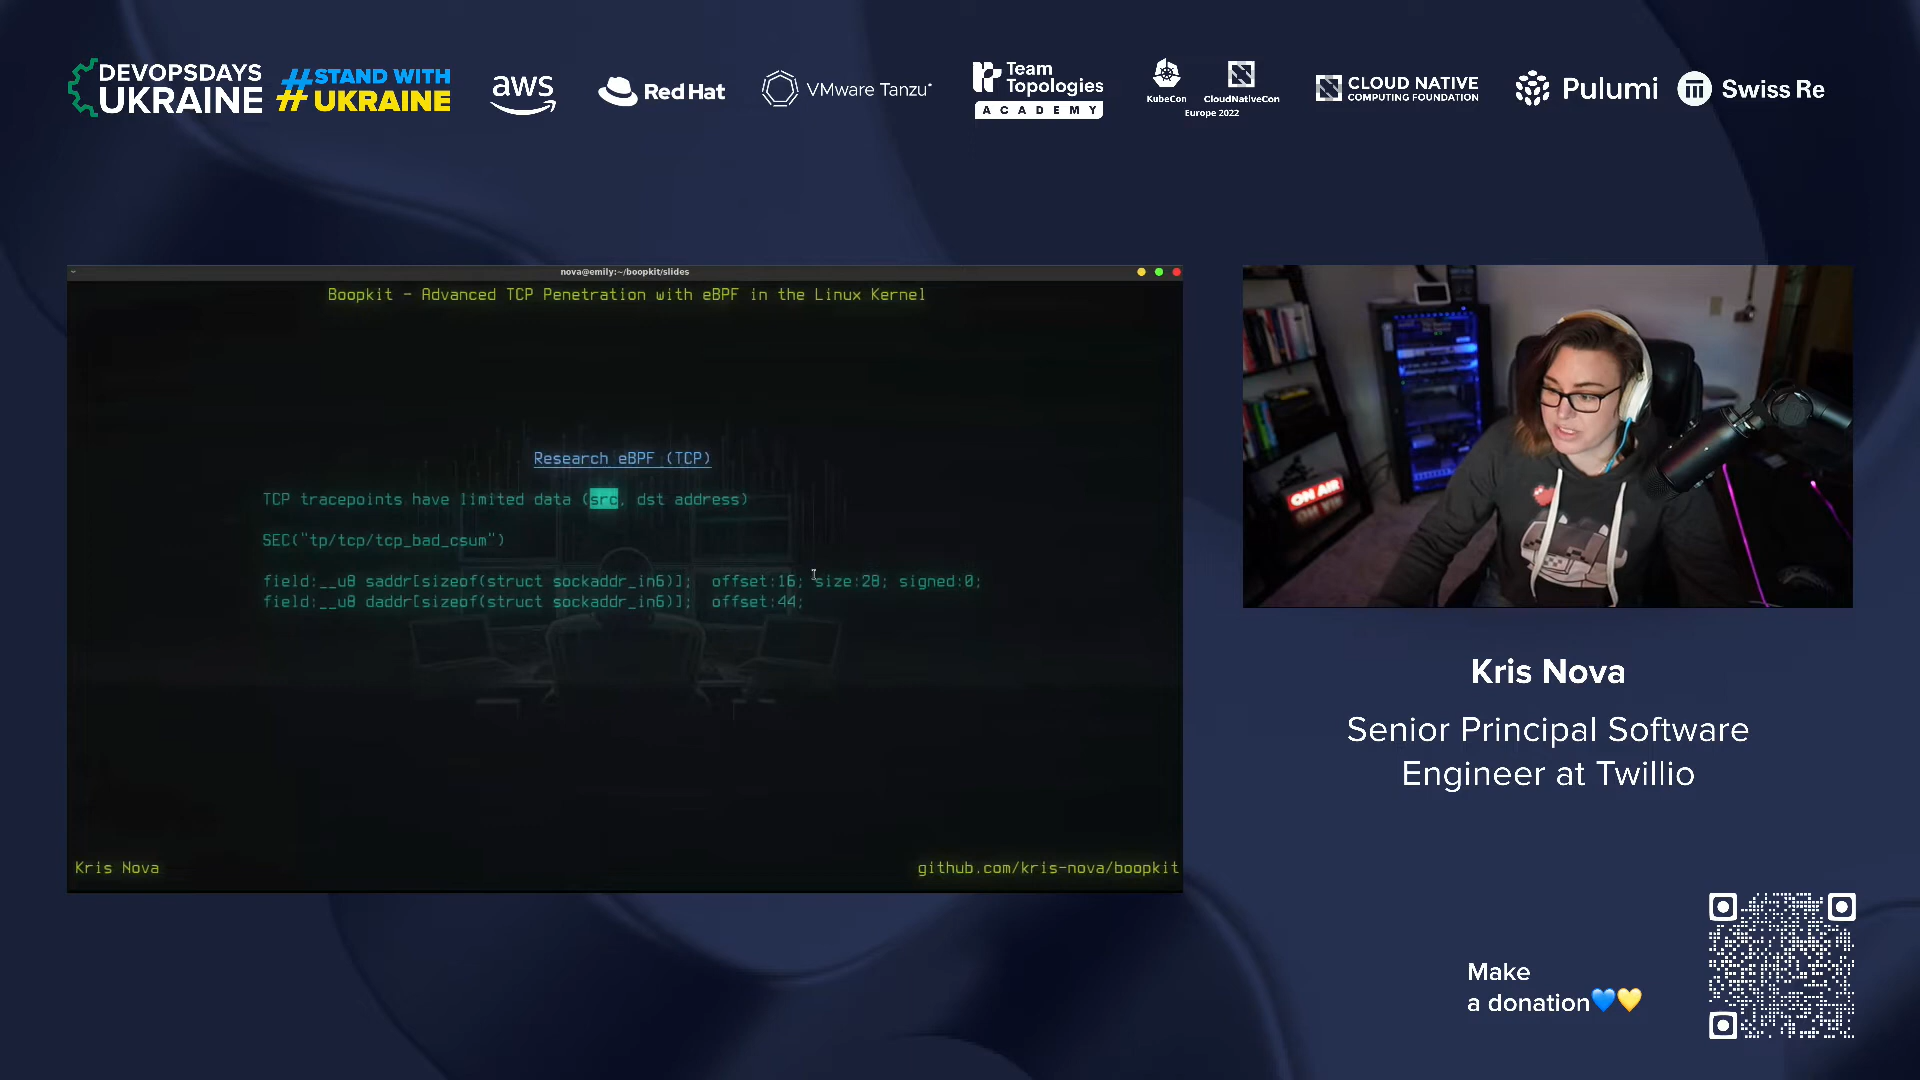 DEVOPSDAYS
UKRAINE
#STAND WITH
#UKRAINE
aws
Red Hat
VMware Tanzu
Team
Topologies
ACADEMY
KubeCon CloudNativeCon
Europe 2022
CLOUD NATIVE
COMPUTING FOUNDATION
Pulumi
Swiss Re
nova@emily:~/boopkit/slides
Boopkit - Advanced TCP Penetration with eBPF in the Linux Kernel
Research eBPF (TCP)
TCP tracepoints have limited data (src, dst address)
SEC("tp/tcp/tcp_bad_csum")
field:__u8 saddr[sizeof(struct sockaddr_in6)]; offset:16; size:28; signed:0;
field:__u8 daddr[sizeof(struct sockaddr_in6)]; offset:44;
Kris Nova
github.com/kris-nova/boopkit
ON AIR
Kris Nova
Senior Principal Software
Engineer at Twillio
Make
a donation💙💛